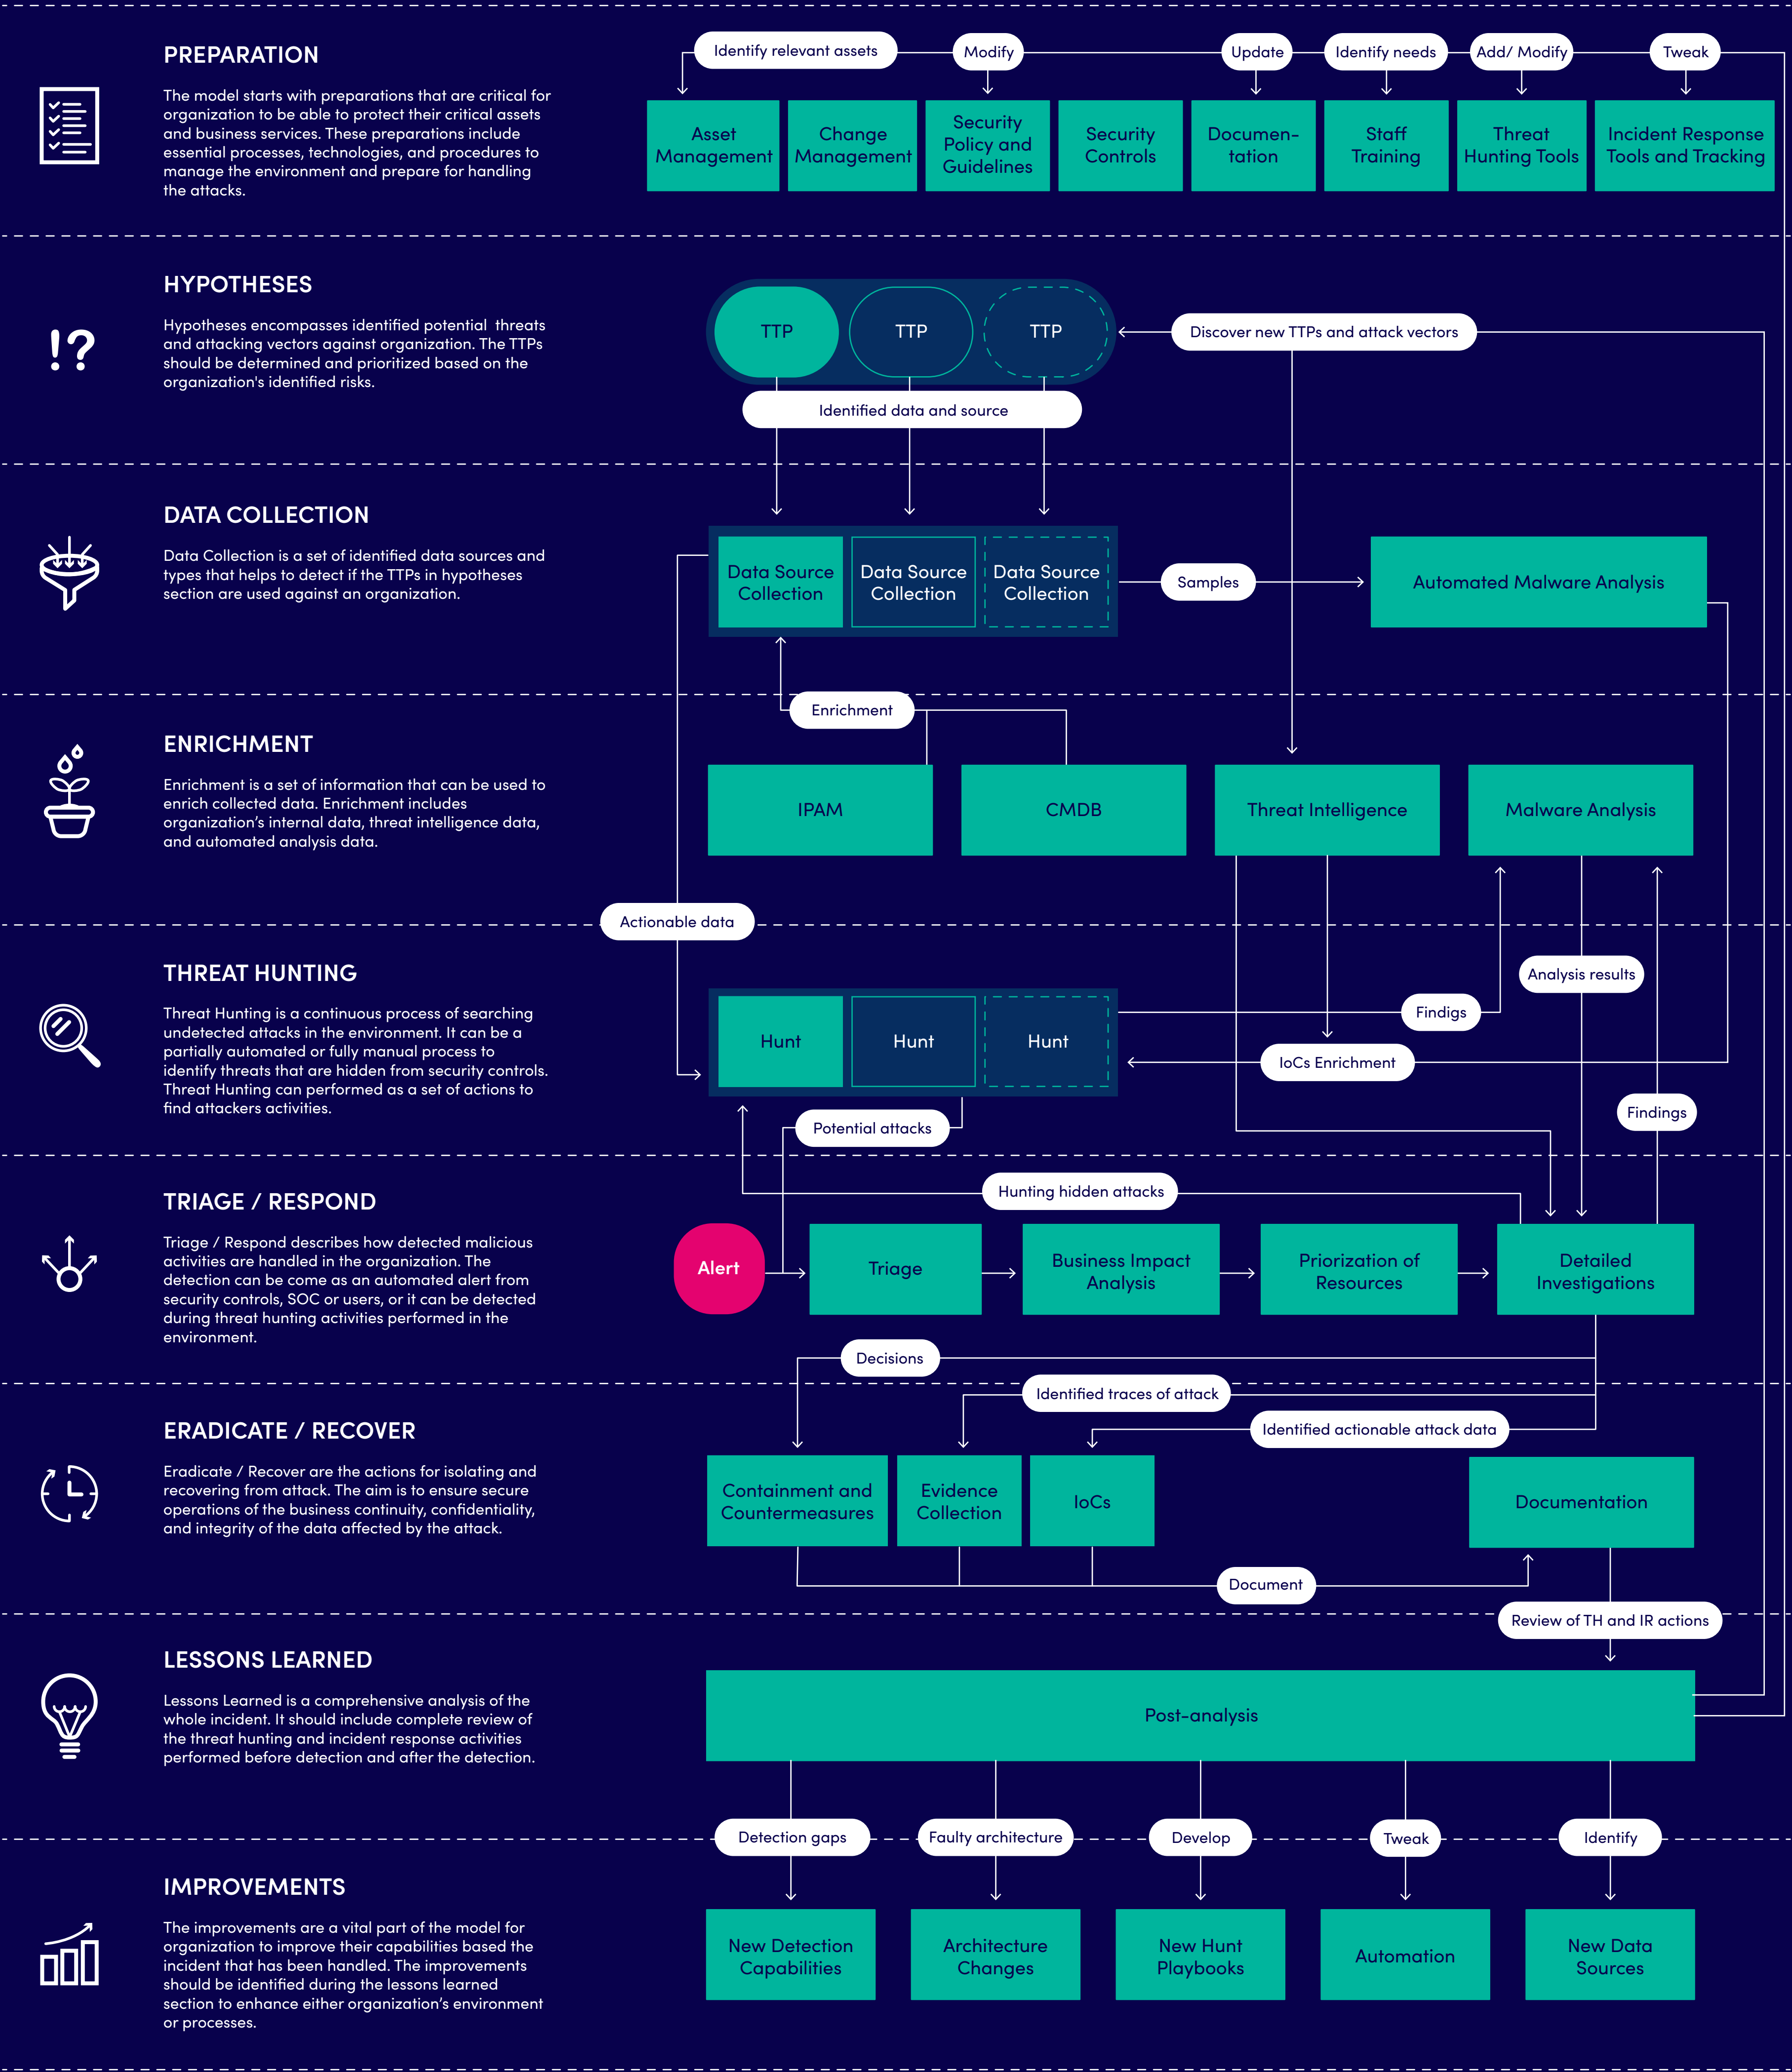 PREPARATION
The model starts with preparations that are critical for
organization to be able to protect their critical assets
and business services. These preparations include
essential processes, technologies, and procedures to
manage the environment and prepare for handling
the attacks.
Identify relevant assets
Modify
Update
Identify needs
Add/ Modify
Tweak
Asset
Management
Change
Management
Security
Policy and
Guidelines
Security
Controls
Documen-
tation
Staff
Training
Threat
Hunting Tools
Incident Response
Tools and Tracking
HYPOTHESES
Hypotheses encompasses identified potential threats
and attacking vectors against organization. The TTPs
should be determined and prioritized based on the
organization's identified risks.
TTP
TTP
TTP
Discover new TTPs and attack vectors
Identified data and source
DATA COLLECTION
Data Collection is a set of identified data sources and
types that helps to detect if the TTPs in hypotheses
section are used against an organization.
Data Source
Collection
Data Source
Collection
Data Source
Collection
Samples
Automated Malware Analysis
Enrichment
ENRICHMENT
Enrichment is a set of information that can be used to
enrich collected data. Enrichment includes
organization’s internal data, threat intelligence data,
and automated analysis data.
IPAM
CMDB
Threat Intelligence
Malware Analysis
Actionable data
THREAT HUNTING
Threat Hunting is a continuous process of searching
undetected attacks in the environment. It can be a
partially automated or fully manual process to
identify threats that are hidden from security controls.
Threat Hunting can performed as a set of actions to
find attackers activities.
Analysis results
Findigs
Hunt
Hunt
Hunt
IoCs Enrichment
Findings
Potential attacks
TRIAGE / RESPOND
Triage / Respond describes how detected malicious
activities are handled in the organization. The
detection can be come as an automated alert from
security controls, SOC or users, or it can be detected
during threat hunting activities performed in the
environment.
Hunting hidden attacks
Alert
Triage
Business Impact
Analysis
Priorization of
Resources
Detailed
Investigations
Decisions
Identified traces of attack
Identified actionable attack data
ERADICATE / RECOVER
Eradicate / Recover are the actions for isolating and
recovering from attack. The aim is to ensure secure
operations of the business continuity, confidentiality,
and integrity of the data affected by the attack.
Containment and
Countermeasures
Evidence
Collection
IoCs
Documentation
Document
Review of TH and IR actions
LESSONS LEARNED
Lessons Learned is a comprehensive analysis of the
whole incident. It should include complete review of
the threat hunting and incident response activities
performed before detection and after the detection.
Post-analysis
Detection gaps
Faulty architecture
Develop
Tweak
Identify
IMPROVEMENTS
The improvements are a vital part of the model for
organization to improve their capabilities based the
incident that has been handled. The improvements
should be identified during the lessons learned
section to enhance either organization’s environment
or processes.
New Detection
Capabilities
Architecture
Changes
New Hunt
Playbooks
Automation
New Data
Sources